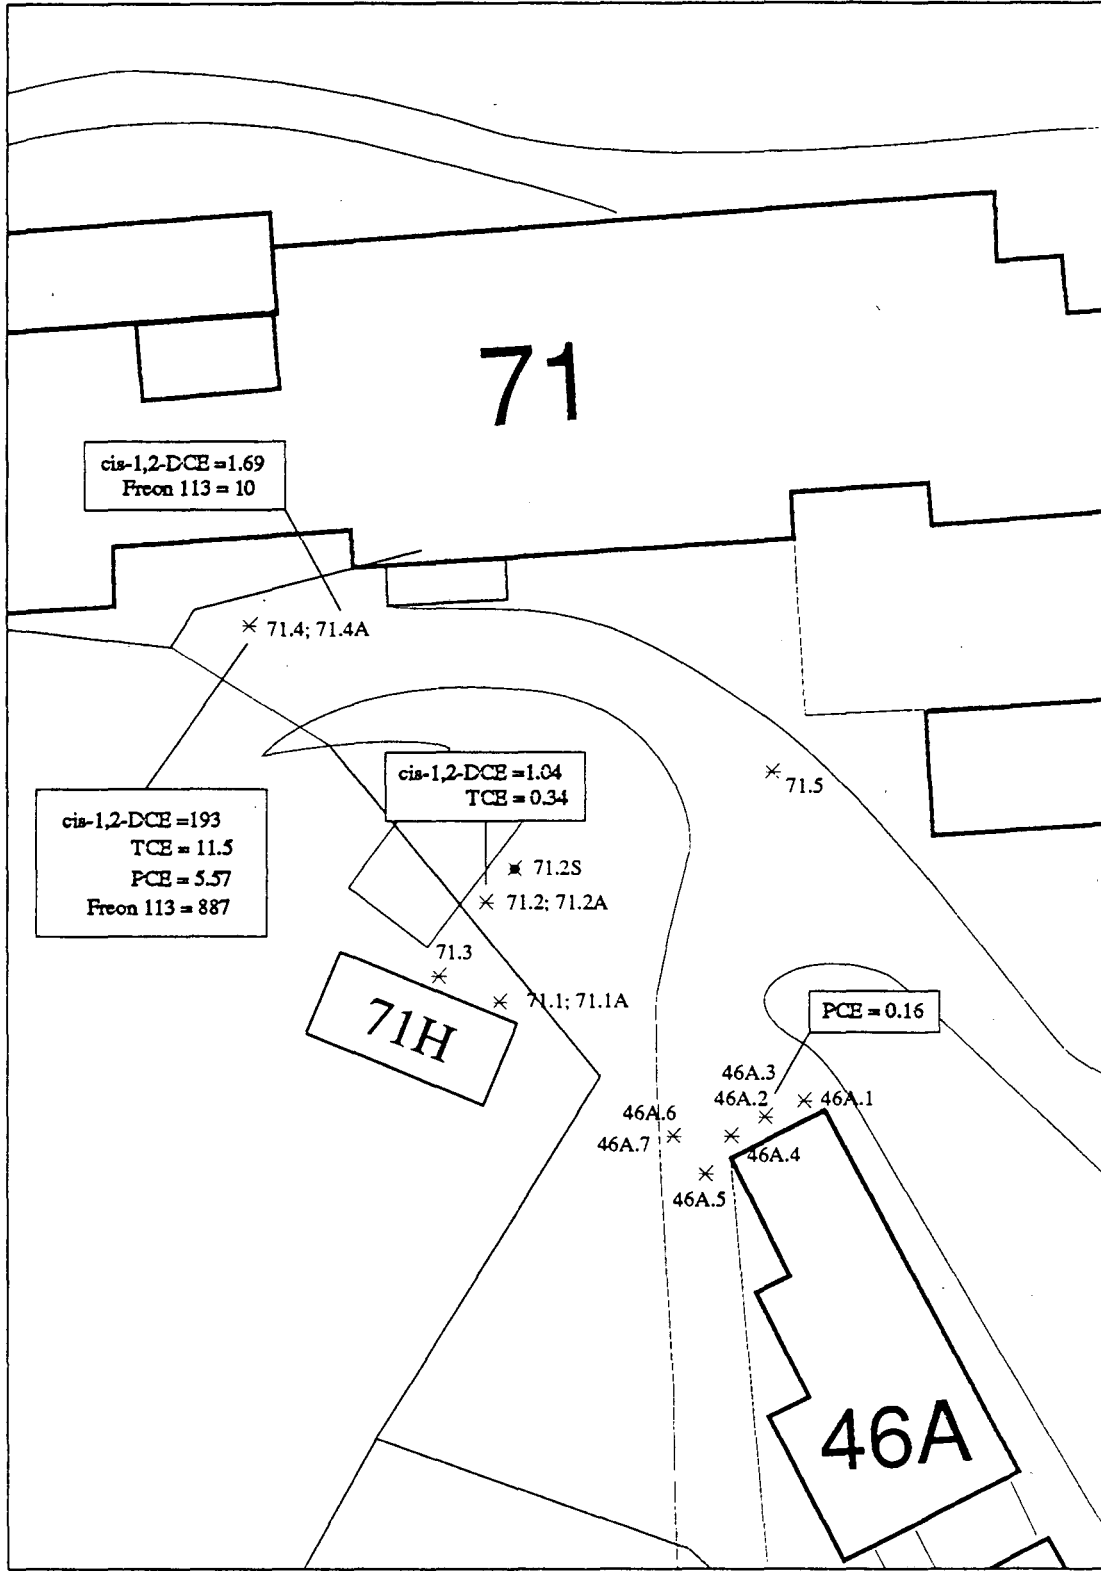 71
cis-1,2-DCE =1.69
Freon 113 = 10
71.4; 71.4A
cis-1,2-DCE =1.04
TCE = 0.34
71.5
cis-1,2-DCE =193
TCE = 11.5
PCE = 5.57
Freon 113 = 887
71.2S
71.2; 71.2A
71.3
71.1; 71.1A
71H
PCE = 0.16
46A.3
46A.2
46A.1
46A.6
46A.7
46A.4
46A.5
46A